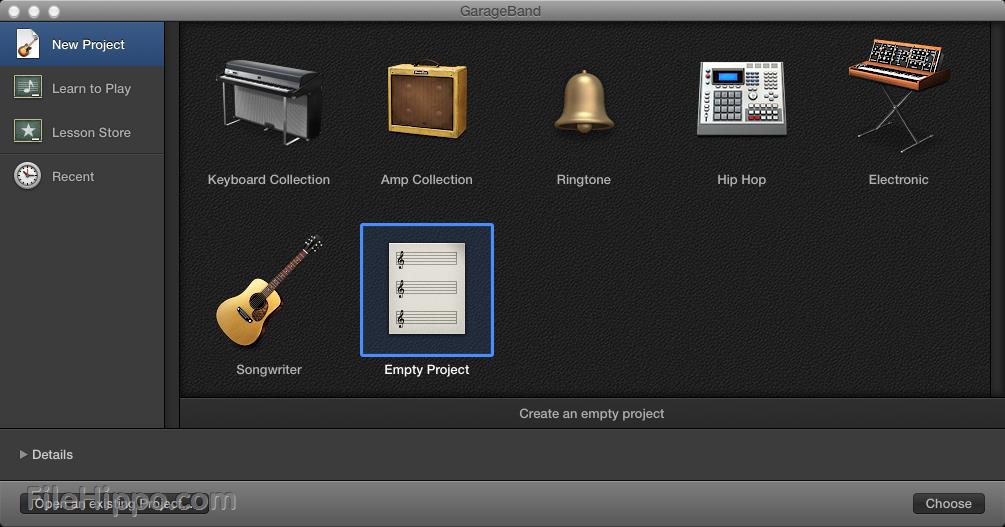 GarageBand
New Project
Learn to Play
Lesson Store
Recent
Keyboard Collection
Amp Collection
Ringtone
Hip Hop
Electronic
Songwriter
Empty Project
Create an empty project
Details
Open an existing Project...
FileHippo.com
Choose